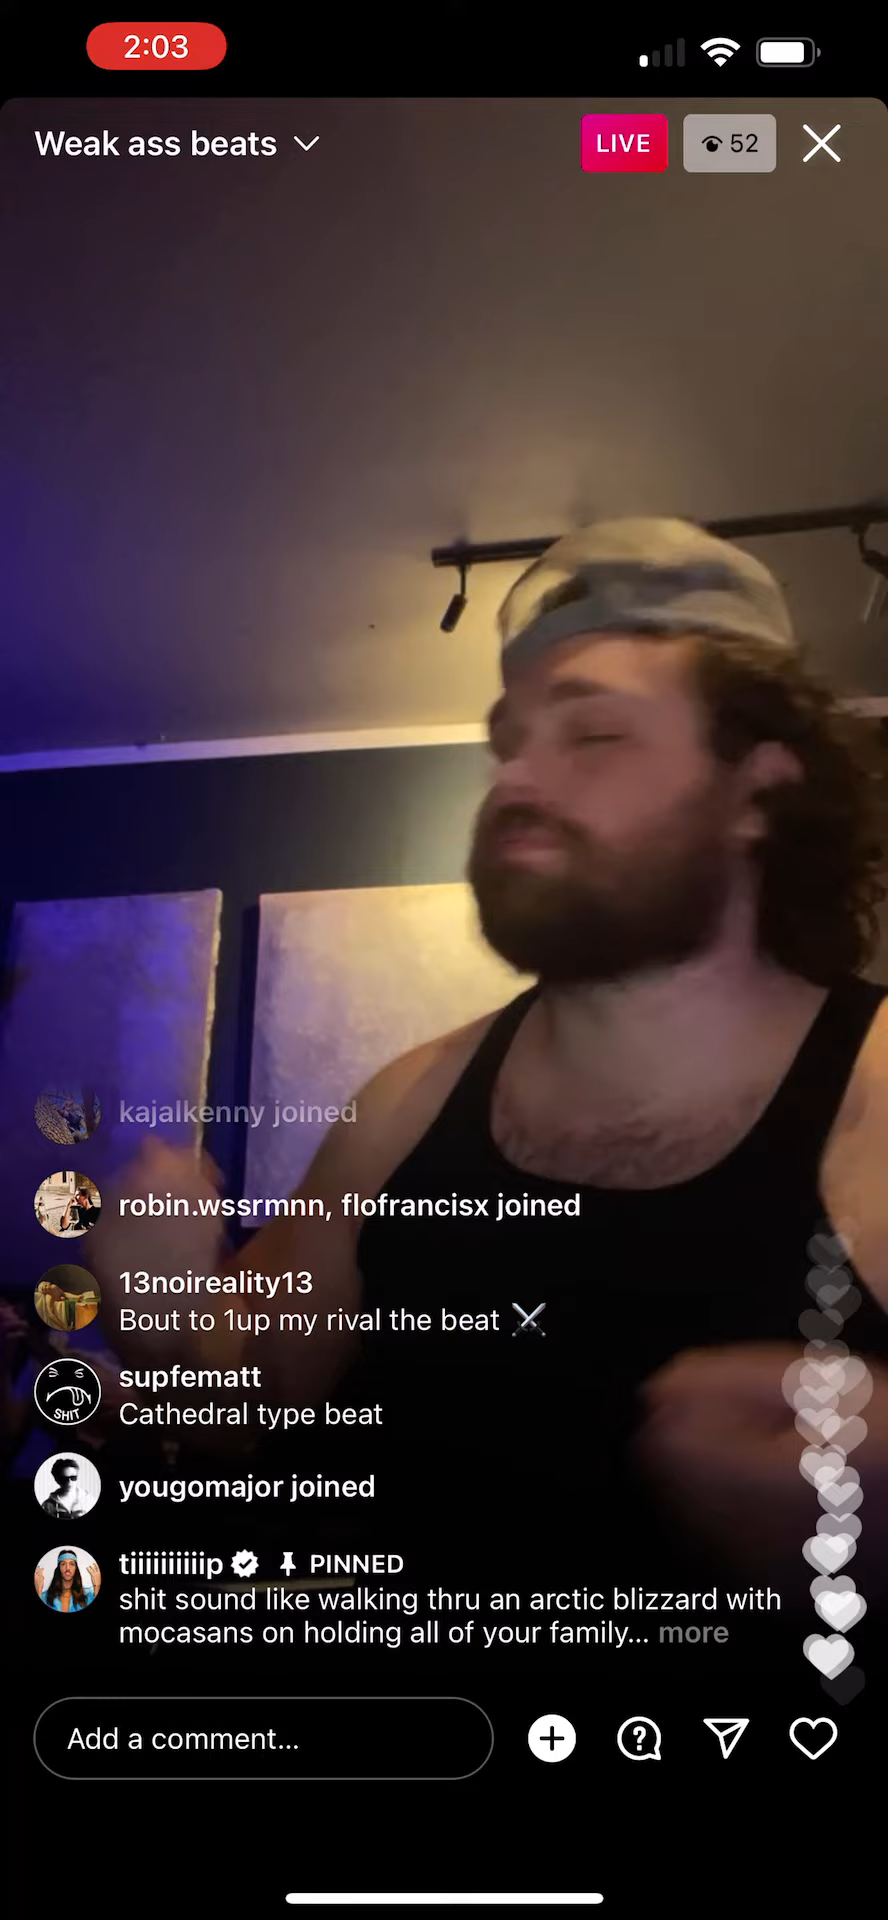 2:03
Weak ass beats
LIVE
52
kajalkenny joined
robin.wssrmnn, flofrancisx joined
13noireality13
Bout to 1up my rival the beat ⚔️
supfematt
Cathedral type beat
SHIT
yougomajor joined
tiiiiiiiiiip PINNED
shit sound like walking thru an arctic blizzard with
mocasans on holding all of your family... more
Add a comment...